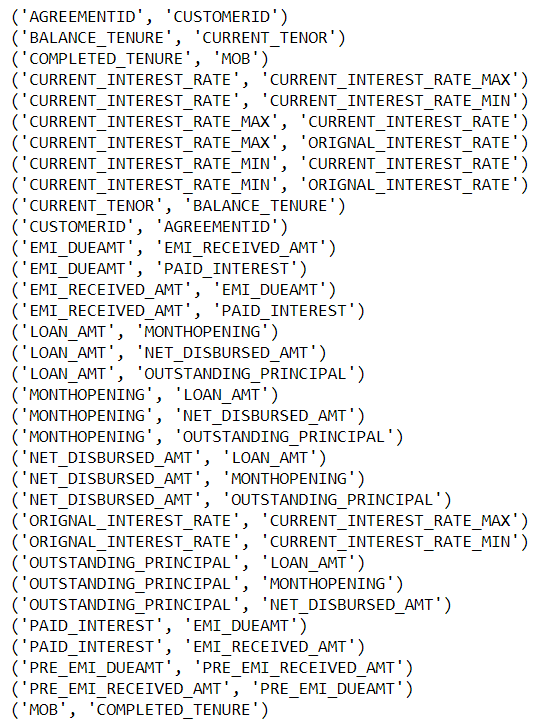 ('AGREEMENTID', 'CUSTOMERID')
('BALANCE_TENURE', 'CURRENT_TENOR')
('COMPLETED_TENURE', 'MOB')
('CURRENT_INTEREST_RATE', 'CURRENT_INTEREST_RATE_MAX')
('CURRENT_INTEREST_RATE', 'CURRENT_INTEREST_RATE_MIN')
('CURRENT_INTEREST_RATE_MAX', 'CURRENT_INTEREST_RATE')
('CURRENT_INTEREST_RATE_MAX', 'ORIGNAL_INTEREST_RATE')
('CURRENT_INTEREST_RATE_MIN', 'CURRENT_INTEREST_RATE')
('CURRENT_INTEREST_RATE_MIN', 'ORIGNAL_INTEREST_RATE')
('CURRENT_TENOR', 'BALANCE_TENURE')
('CUSTOMERID', 'AGREEMENTID')
('EMI_DUEAMT', 'EMI_RECEIVED_AMT')
('EMI_DUEAMT', 'PAID_INTEREST')
('EMI_RECEIVED_AMT', 'EMI_DUEAMT')
('EMI_RECEIVED_AMT', 'PAID_INTEREST')
('LOAN_AMT', 'MONTHOPENING')
('LOAN_AMT', 'NET_DISBURSED_AMT')
('LOAN_AMT', 'OUTSTANDING_PRINCIPAL')
('MONTHOPENING', 'LOAN_AMT')
('MONTHOPENING', 'NET_DISBURSED_AMT')
('MONTHOPENING', 'OUTSTANDING_PRINCIPAL')
('NET_DISBURSED_AMT', 'LOAN_AMT')
('NET_DISBURSED_AMT', 'MONTHOPENING')
('NET_DISBURSED_AMT', 'OUTSTANDING_PRINCIPAL')
('ORIGNAL_INTEREST_RATE', 'CURRENT_INTEREST_RATE_MAX')
('ORIGNAL_INTEREST_RATE', 'CURRENT_INTEREST_RATE_MIN')
('OUTSTANDING_PRINCIPAL', 'LOAN_AMT')
('OUTSTANDING_PRINCIPAL', 'MONTHOPENING')
('OUTSTANDING_PRINCIPAL', 'NET_DISBURSED_AMT')
('PAID_INTEREST', 'EMI_DUEAMT')
('PAID_INTEREST', 'EMI_RECEIVED_AMT')
('PRE_EMI_DUEAMT', 'PRE_EMI_RECEIVED_AMT')
('PRE_EMI_RECEIVED_AMT', 'PRE_EMI_DUEAMT')
('MOB', 'COMPLETED_TENURE')